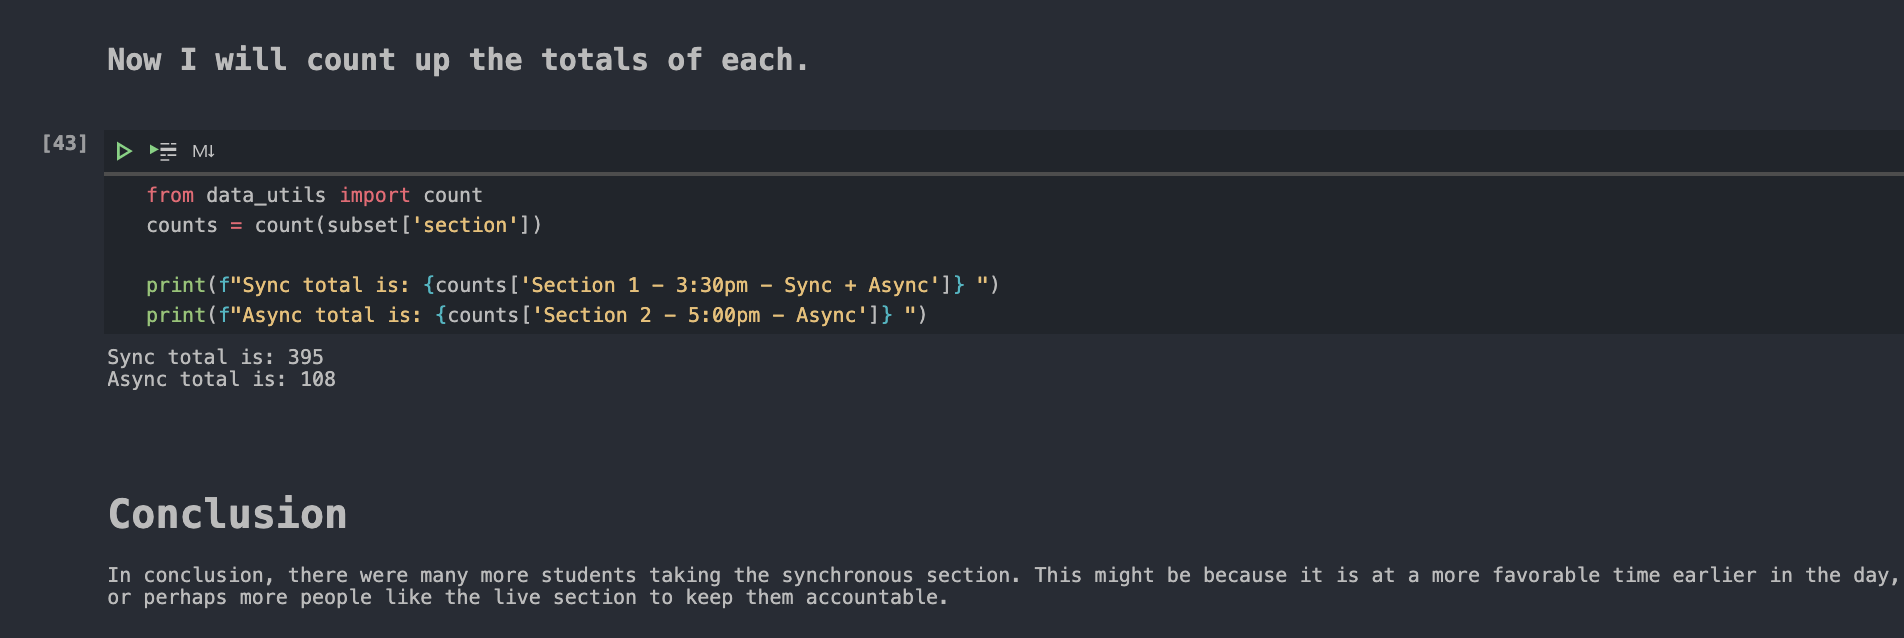 Now I will count up the totals of each.
[43]
M↓
from data_utils import count
counts = count(subset['section'])
print(f"Sync total is: {counts['Section 1 - 3:30pm - Sync + Async']} ")
print(f"Async total is: {counts['Section 2 - 5:00pm - Async']} ")
Sync total is: 395
Async total is: 108
Conclusion
In conclusion, there were many more students taking the synchronous section. This might be because it is at a more favorable time earlier in the day,
or perhaps more people like the live section to keep them accountable.